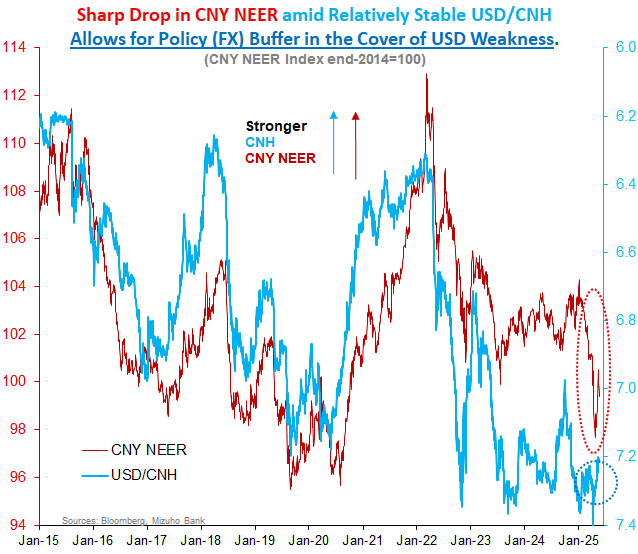 Sharp Drop in CNY NEER amid Relatively Stable USD/CNH
Allows for Policy (FX) Buffer in the Cover of USD Weakness.
(CNY NEER Index end-2014=100)
114
112
110
108
106
104
102
100
98
96
94
6.0
6.2
6.4
6.6
6.8
7.0
7.2
7.4
Stronger
CNH
CNY NEER
CNY NEER
USD/CNH
Sources: Bloomberg, Mizuho Bank
Jan-15 Jan-16 Jan-17 Jan-18 Jan-19 Jan-20 Jan-21 Jan-22 Jan-23 Jan-24 Jan-25